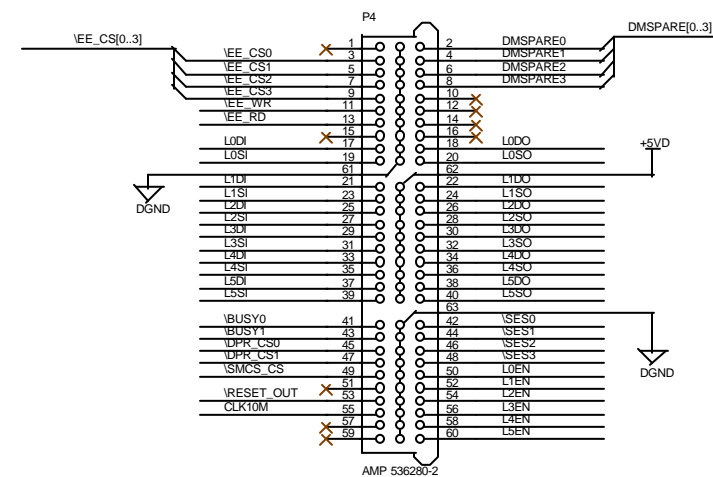 P4
\EE_CS[0..3]
DMSPARE[0..3]
1 2 DMSPARE0
\EE_CS0 3 4 DMSPARE1
\EE_CS1 5 6 DMSPARE2
\EE_CS2 7 8 DMSPARE3
\EE_CS3 9 10
\EE_WR 11 12
\EE_RD 13 14
15 16
L0DI 17 18 L0DO +5VD
L0SI 19 20 L0SO
61 62
L1DI 21 22 L1DO
DGND L1SI 23 24 L1SO
L2DI 25 26 L2DO
L2SI 27 28 L2SO
L3DI 29 30 L3DO
L3SI 31 32 L3SO
L4DI 33 34 L4DO
L4SI 35 36 L4SO
L5DI 37 38 L5DO
L5SI 39 40 L5SO
63
\BUSY0 41 42 \SES0
\BUSY1 43 44 \SES1
\DPR_CS0 45 46 \SES2
\DPR_CS1 47 48 \SES3
\SMCS_CS 49 50 L0EN DGND
51 52 L1EN
\RESET_OUT 53 54 L2EN
CLK10M 55 56 L3EN
57 58 L4EN
59 60 L5EN
AMP 536280-2